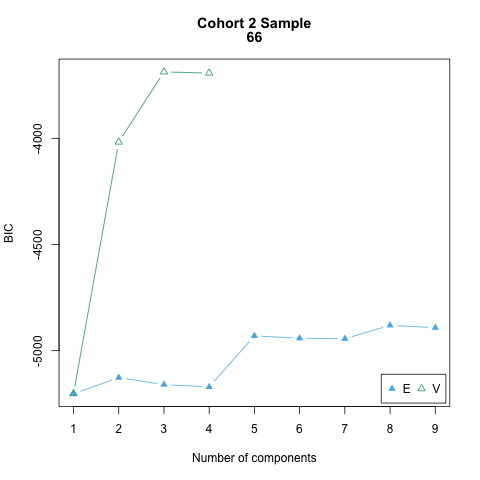 Cohort 2 Sample
66
-4000
-4500
-5000
BIC
E
V
1 2 3 4 5 6 7 8 9
Number of components